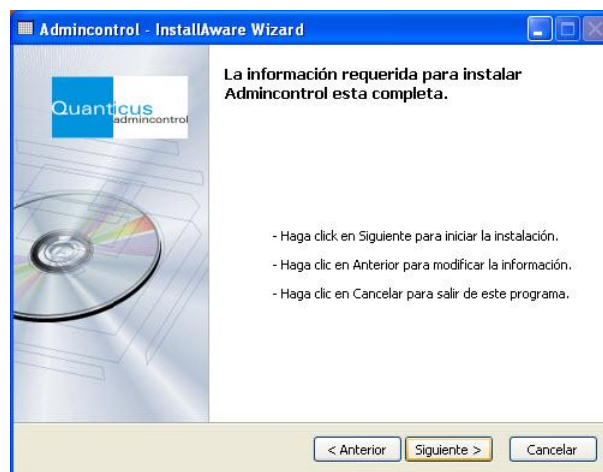 Admincontrol - InstallAware Wizard
Quanticus
admincontrol
La información requerida para instalar
Admincontrol esta completa.
- Haga click en Siguiente para iniciar la instalación.
- Haga clic en Anterior para modificar la información.
- Haga clic en Cancelar para salir de este programa.
< Anterior
Siguiente >
Cancelar